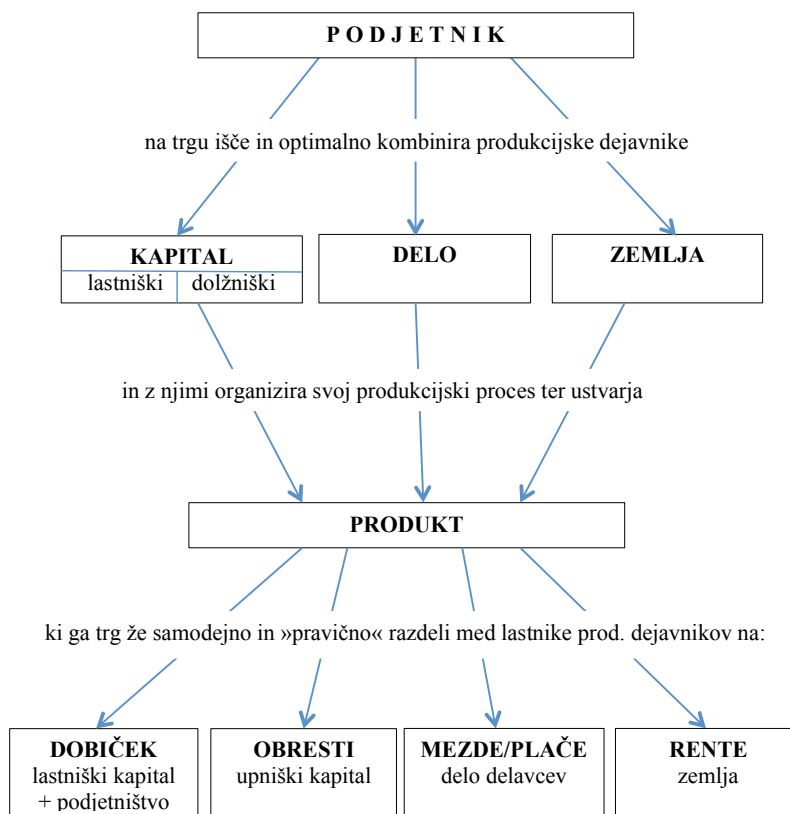 P O D J E T N I K
na trgu išče in optimalno kombinira produkcijske dejavnike
KAPITAL
lastniški dolžniški
DELO
ZEMLJA
in z njimi organizira svoj produkcijski proces ter ustvarja
PRODUKT
ki ga trg že samodejno in »pravično« razdeli med lastnike prod. dejavnikov na:
DOBIČEK
lastniški kapital
+ podjetništvo
OBRESTI
upniški kapital
MEZDE/PLAČE
delo delavcev
RENTE
zemlja